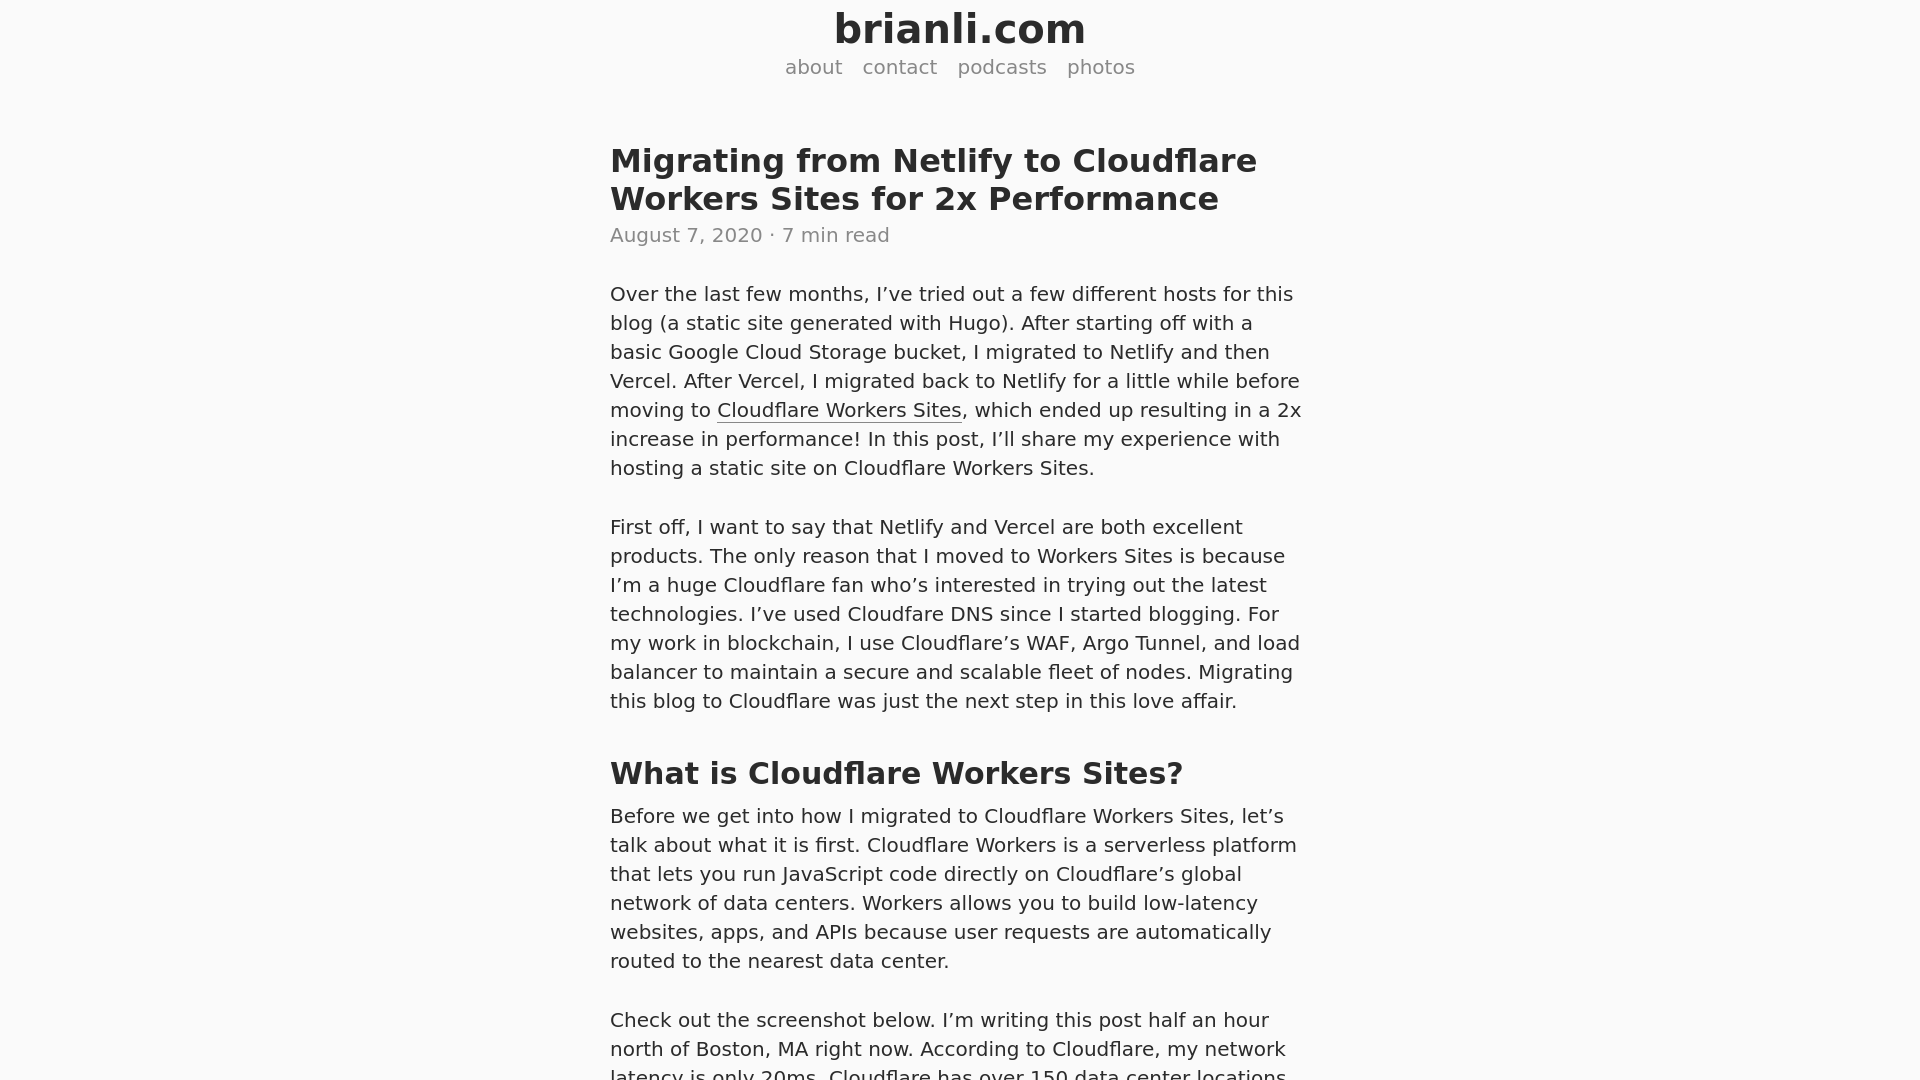 brianli.com
about contact podcasts photos
Migrating from Netlify to Cloudflare
Workers Sites for 2x Performance
August 7, 2020 · 7 min read
Over the last few months, I’ve tried out a few different hosts for this
blog (a static site generated with Hugo). After starting off with a
basic Google Cloud Storage bucket, I migrated to Netlify and then
Vercel. After Vercel, I migrated back to Netlify for a little while before
moving to Cloudflare Workers Sites, which ended up resulting in a 2x
increase in performance! In this post, I’ll share my experience with
hosting a static site on Cloudflare Workers Sites.
First off, I want to say that Netlify and Vercel are both excellent
products. The only reason that I moved to Workers Sites is because
I’m a huge Cloudflare fan who’s interested in trying out the latest
technologies. I’ve used Cloudfare DNS since I started blogging. For
my work in blockchain, I use Cloudflare’s WAF, Argo Tunnel, and load
balancer to maintain a secure and scalable fleet of nodes. Migrating
this blog to Cloudflare was just the next step in this love affair.
What is Cloudflare Workers Sites?
Before we get into how I migrated to Cloudflare Workers Sites, let’s
talk about what it is first. Cloudflare Workers is a serverless platform
that lets you run JavaScript code directly on Cloudflare’s global
network of data centers. Workers allows you to build low-latency
websites, apps, and APIs because user requests are automatically
routed to the nearest data center.
Check out the screenshot below. I’m writing this post half an hour
north of Boston, MA right now. According to Cloudflare, my network
latency is only 20ms. Cloudflare has over 150 data center locations